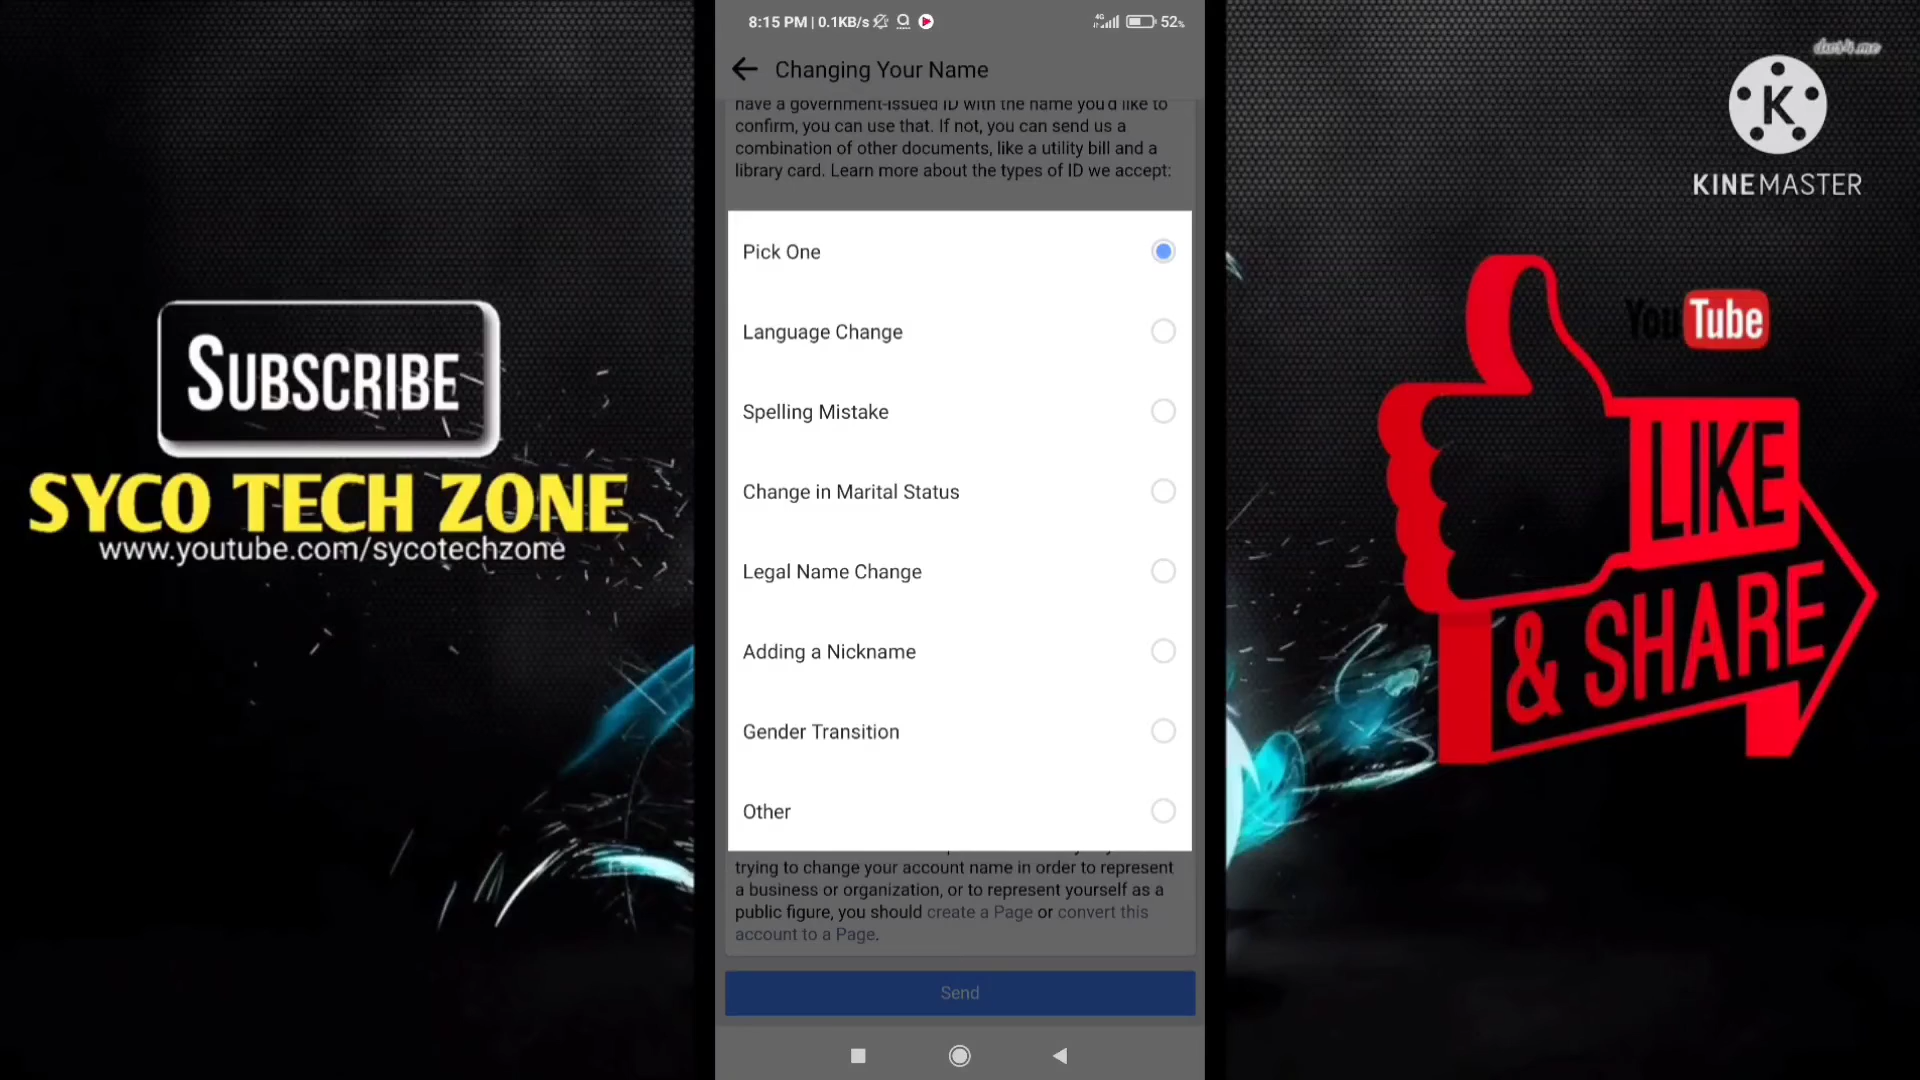 8:15 PM | 0.1KB/s
4G
52%
Changing Your Name
have a government-issued ID with the name you'd like to
confirm, you can use that. If not, you can send us a
combination of other documents, like a utility bill and a
library card. Learn more about the types of ID we accept:
Pick One
Language Change
Spelling Mistake
Change in Marital Status
Legal Name Change
Adding a Nickname
Gender Transition
Other
trying to change your account name in order to represent
a business or organization, or to represent yourself as a
public figure, you should create a Page or convert this
account to a Page.
Send
SUBSCRIBE
SYCO TECH ZONE
www.youtube.com/sycotechzone
K
KINEMASTER
YouTube
LIKE
& SHARE